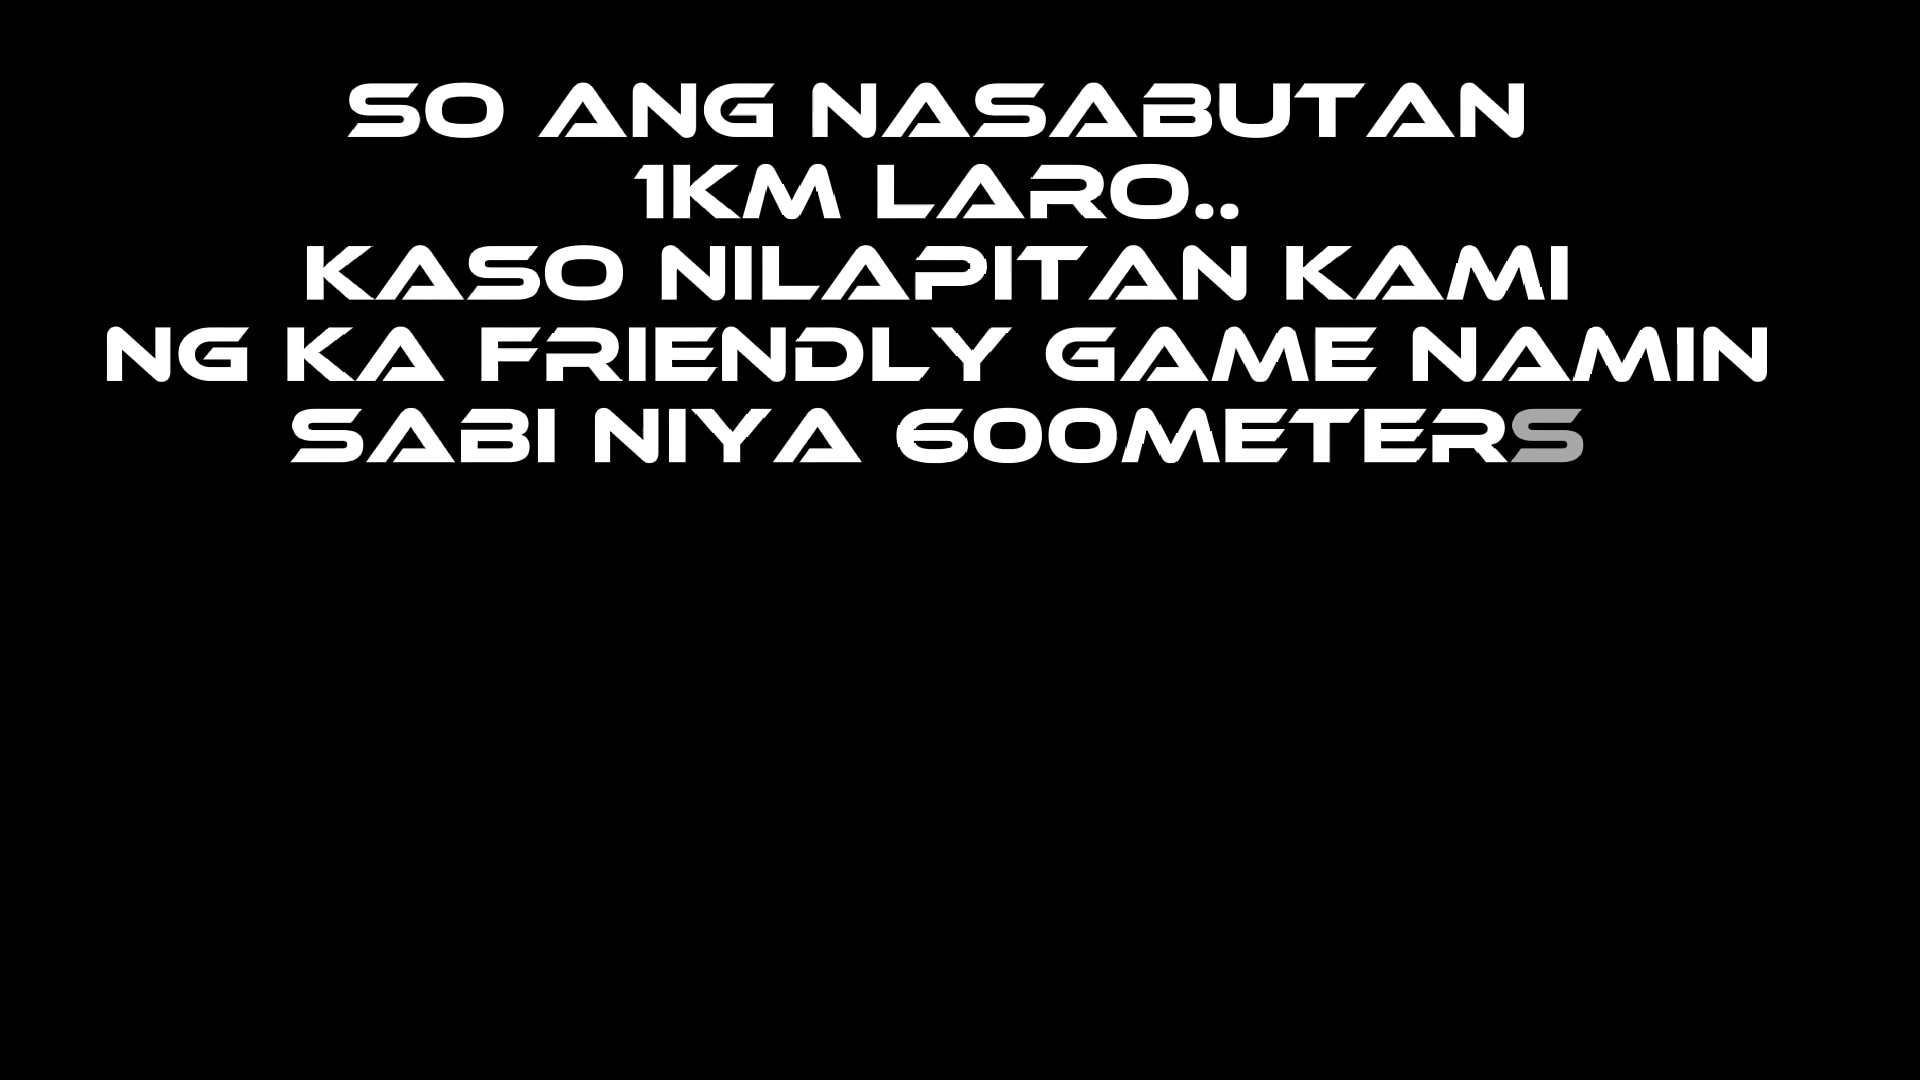 SO ANG NASABUTAN
1KM LARO..
KASO NILAPITAN KAMI
NG KA FRIENDLY GAME NAMIN
SABI NIYA 600METERS